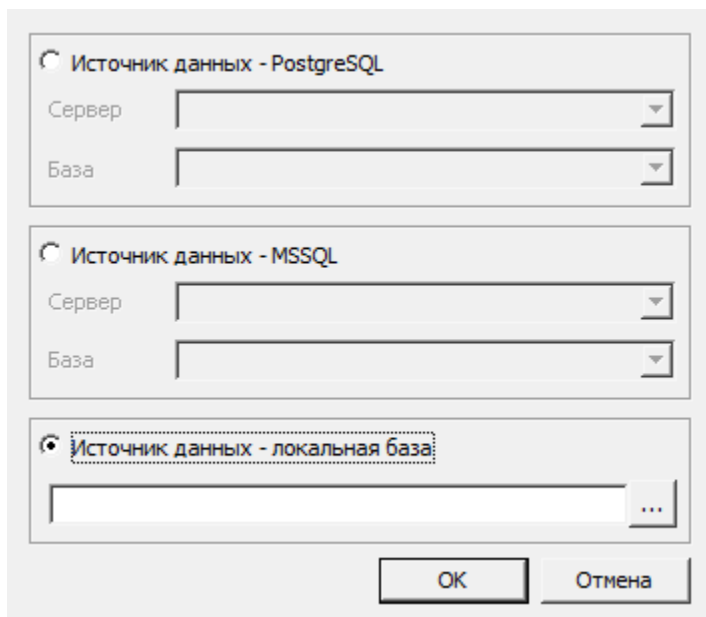 Источник данных - PostgreSQL
Сервер
База
Источник данных - MSSQL
Сервер
База
Источник данных - локальная база
...
OK Отмена